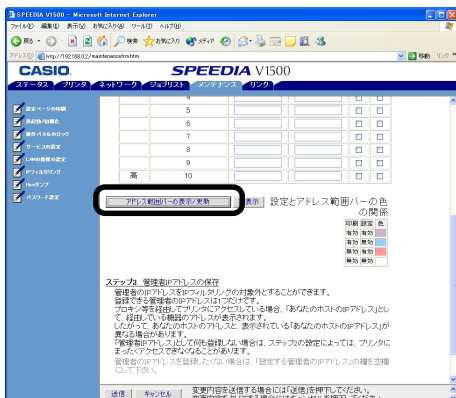 SPEEDIA V1500 - Microsoft Internet Explorer
ファイル(F) 編集(E) 表示(V) お気に入り(A) ツール(T) ヘルプ(H)
戻る 検索 お気に入り メディア
アドレス(D) http://192.168.0.2/maintenancefrm.htm 移動 リンク
CASIO. SPEEDIA V1500
ステータス プリンタ ネットワーク ジョブリスト メンテナンス リンク
設定ページの印刷
再起動/初期化
操作パネルのロック
サービスの設定
LANの環境の設定
IPフィルタリング
Hexダンプ
パスワード設定
4
5
6
7
8
9
高 10
アドレス範囲バーの表示/更新 表示 設定とアドレス範囲バーの色の関係
印刷 設定 色
有効 有効
有効 無効
無効 有効
無効 無効
ステップ3. 管理者IPアドレスの保存
管理者のIPアドレスをIPフィルタリングの対象外とすることができます。
登録できる管理者のIPアドレスは1つだけです。
プロキシ等を経由してプリンタにアクセスしている場合、「あなたのホストのIPアドレス」とし
て、経由している機器のアドレスが表示されます。
したがって、あなたのホストのアドレスと、表示されている「あなたのホストのIPアドレス」が
異なる場合があります。
「管理者IPアドレス」として何も登録しない場合は、ステップ2の設定によっては、プリンタに
まったくアクセスできなくなることがあります。
管理者のIPアドレスを登録したくない場合は、「設定する管理者のIPアドレス」の欄を空欄
にして下さい。
送信 キャンセル 変更内容を送信する場合には「送信」を押下してください。